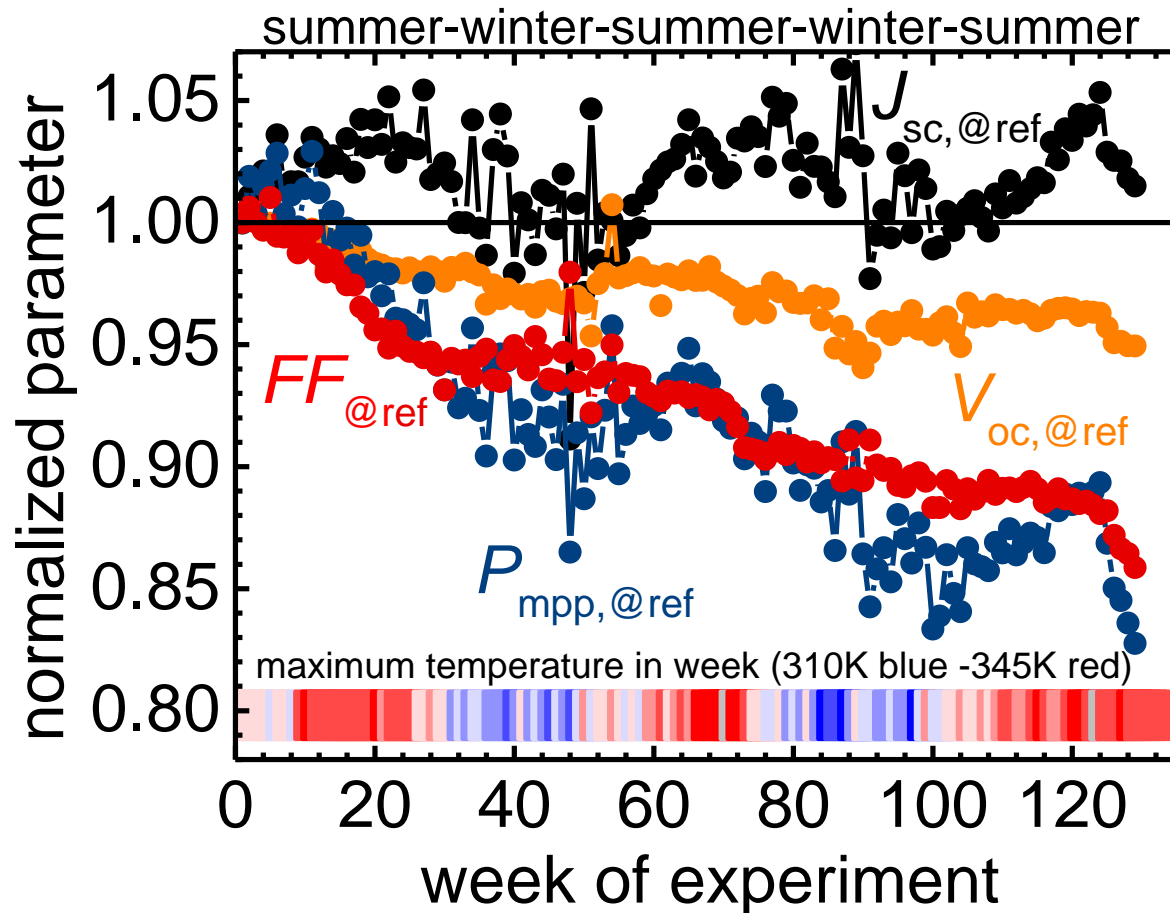 summer-winter-summer-winter-summer
normalized parameter
1.05
1.00
0.95
0.90
0.85
0.80
J sc,@ref
FF @ref
V oc,@ref
P mpp,@ref
maximum temperature in week (310K blue -345K red)
0 20 40 60 80 100 120
week of experiment